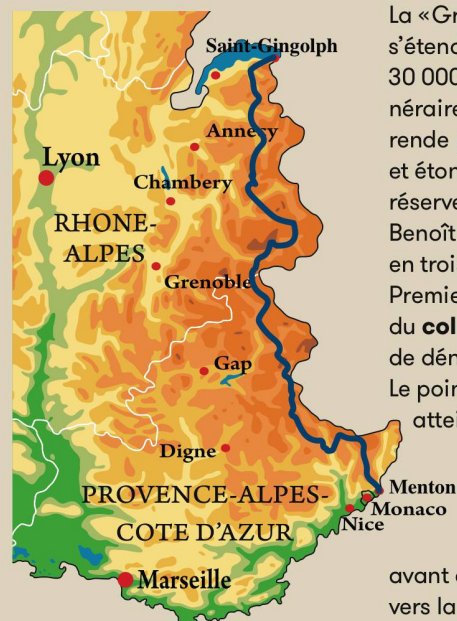 Saint-Gingolph
Annecy
Lyon
Chambery
RHONE-
ALPES
Grenoble
Gap
Digne
Menton
PROVENCE-ALPES-
Monaco
COTE D'AZUR
Nice
Marseille
La «Gr
s'étend
30 000
néraire
rende
et éton
réserve
Benoît
en troi
Premie
du col
de dén
Le poin
attei
avant
vers la